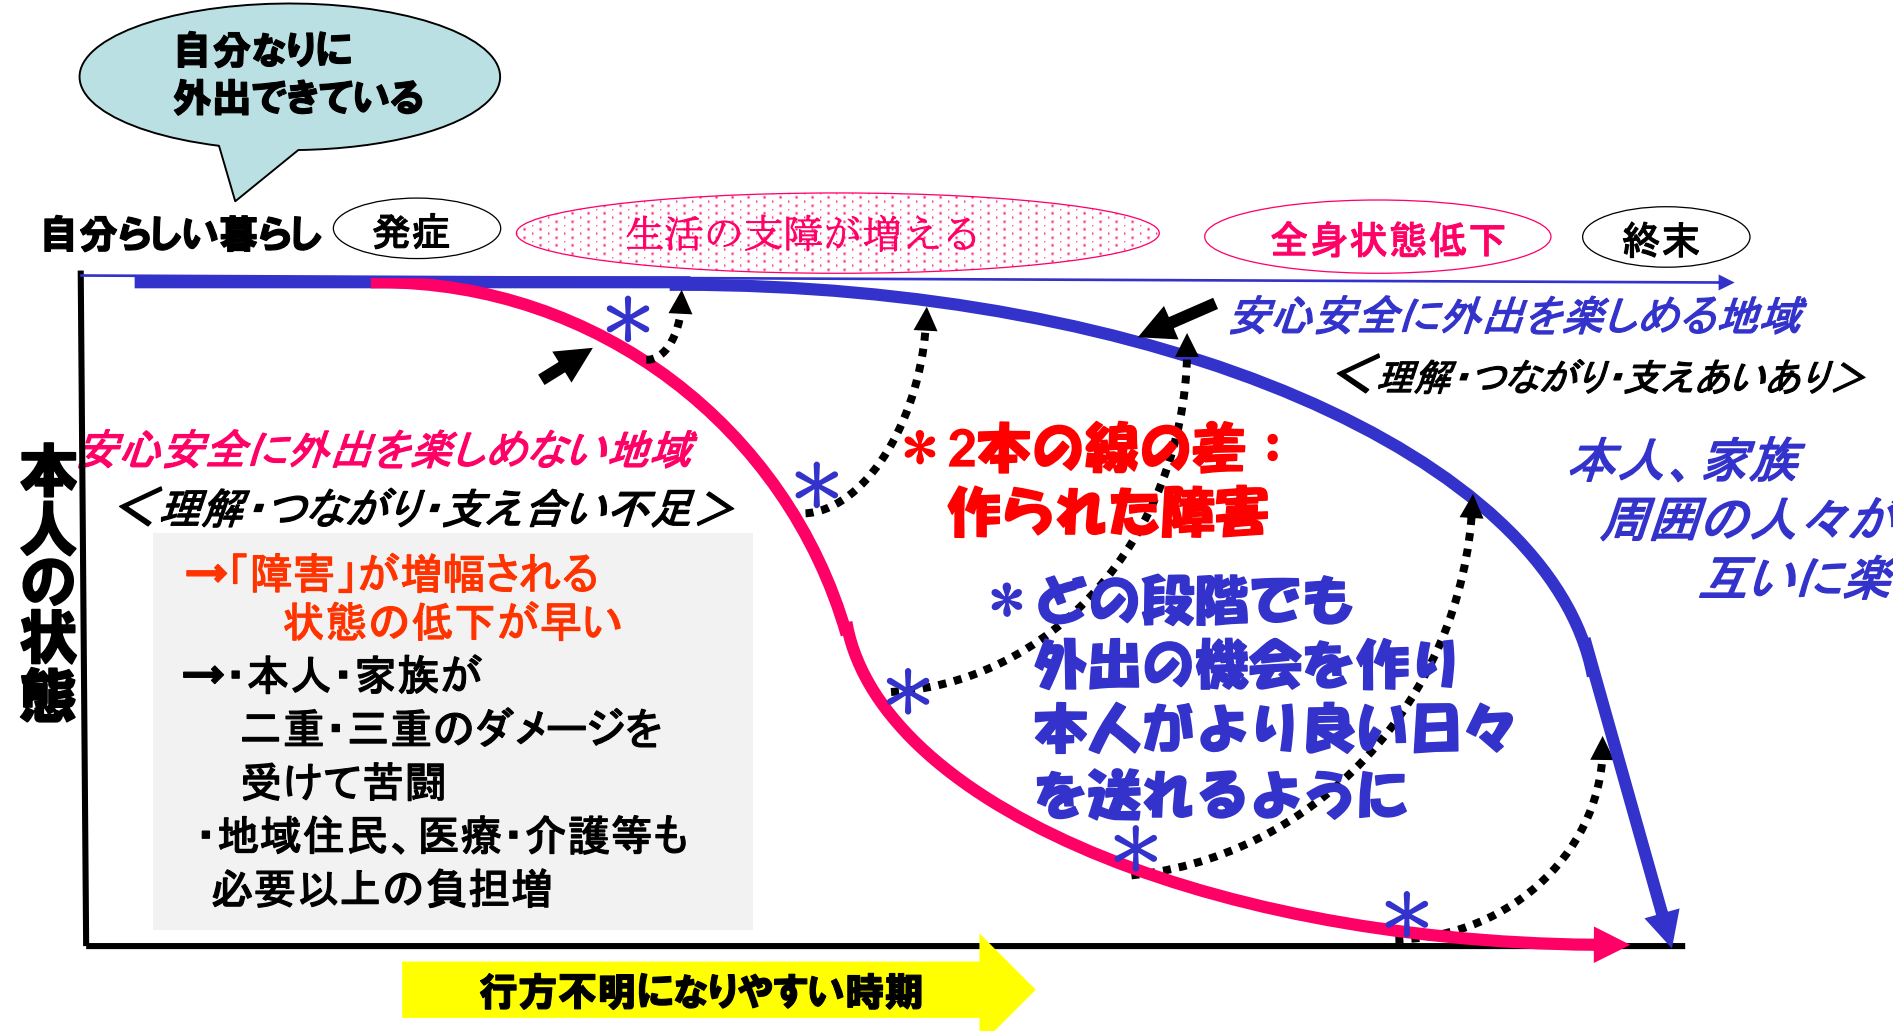 自分なりに
外出できている
自分らしい暮らし
発症
生活の支障が増える
全身状態低下
終末
安心安全に外出を楽しめる地域
＜理解・つながり・支えあいあり＞
本人の状態
安心安全に外出を楽しめない地域
＜理解・つながり・支え合い不足＞
→「障害」が増幅される
状態の低下が早い
→・本人・家族が
二重・三重のダメージを
受けて苦闘
・地域住民、医療・介護等も
必要以上の負担増
＊2本の線の差：
作られた障害
＊どの段階でも
外出の機会を作り
本人がより良い日々
を送れるように
本人、家族
周囲の人々が
互いに楽
＊
＊
＊
＊
＊
行方不明になりやすい時期